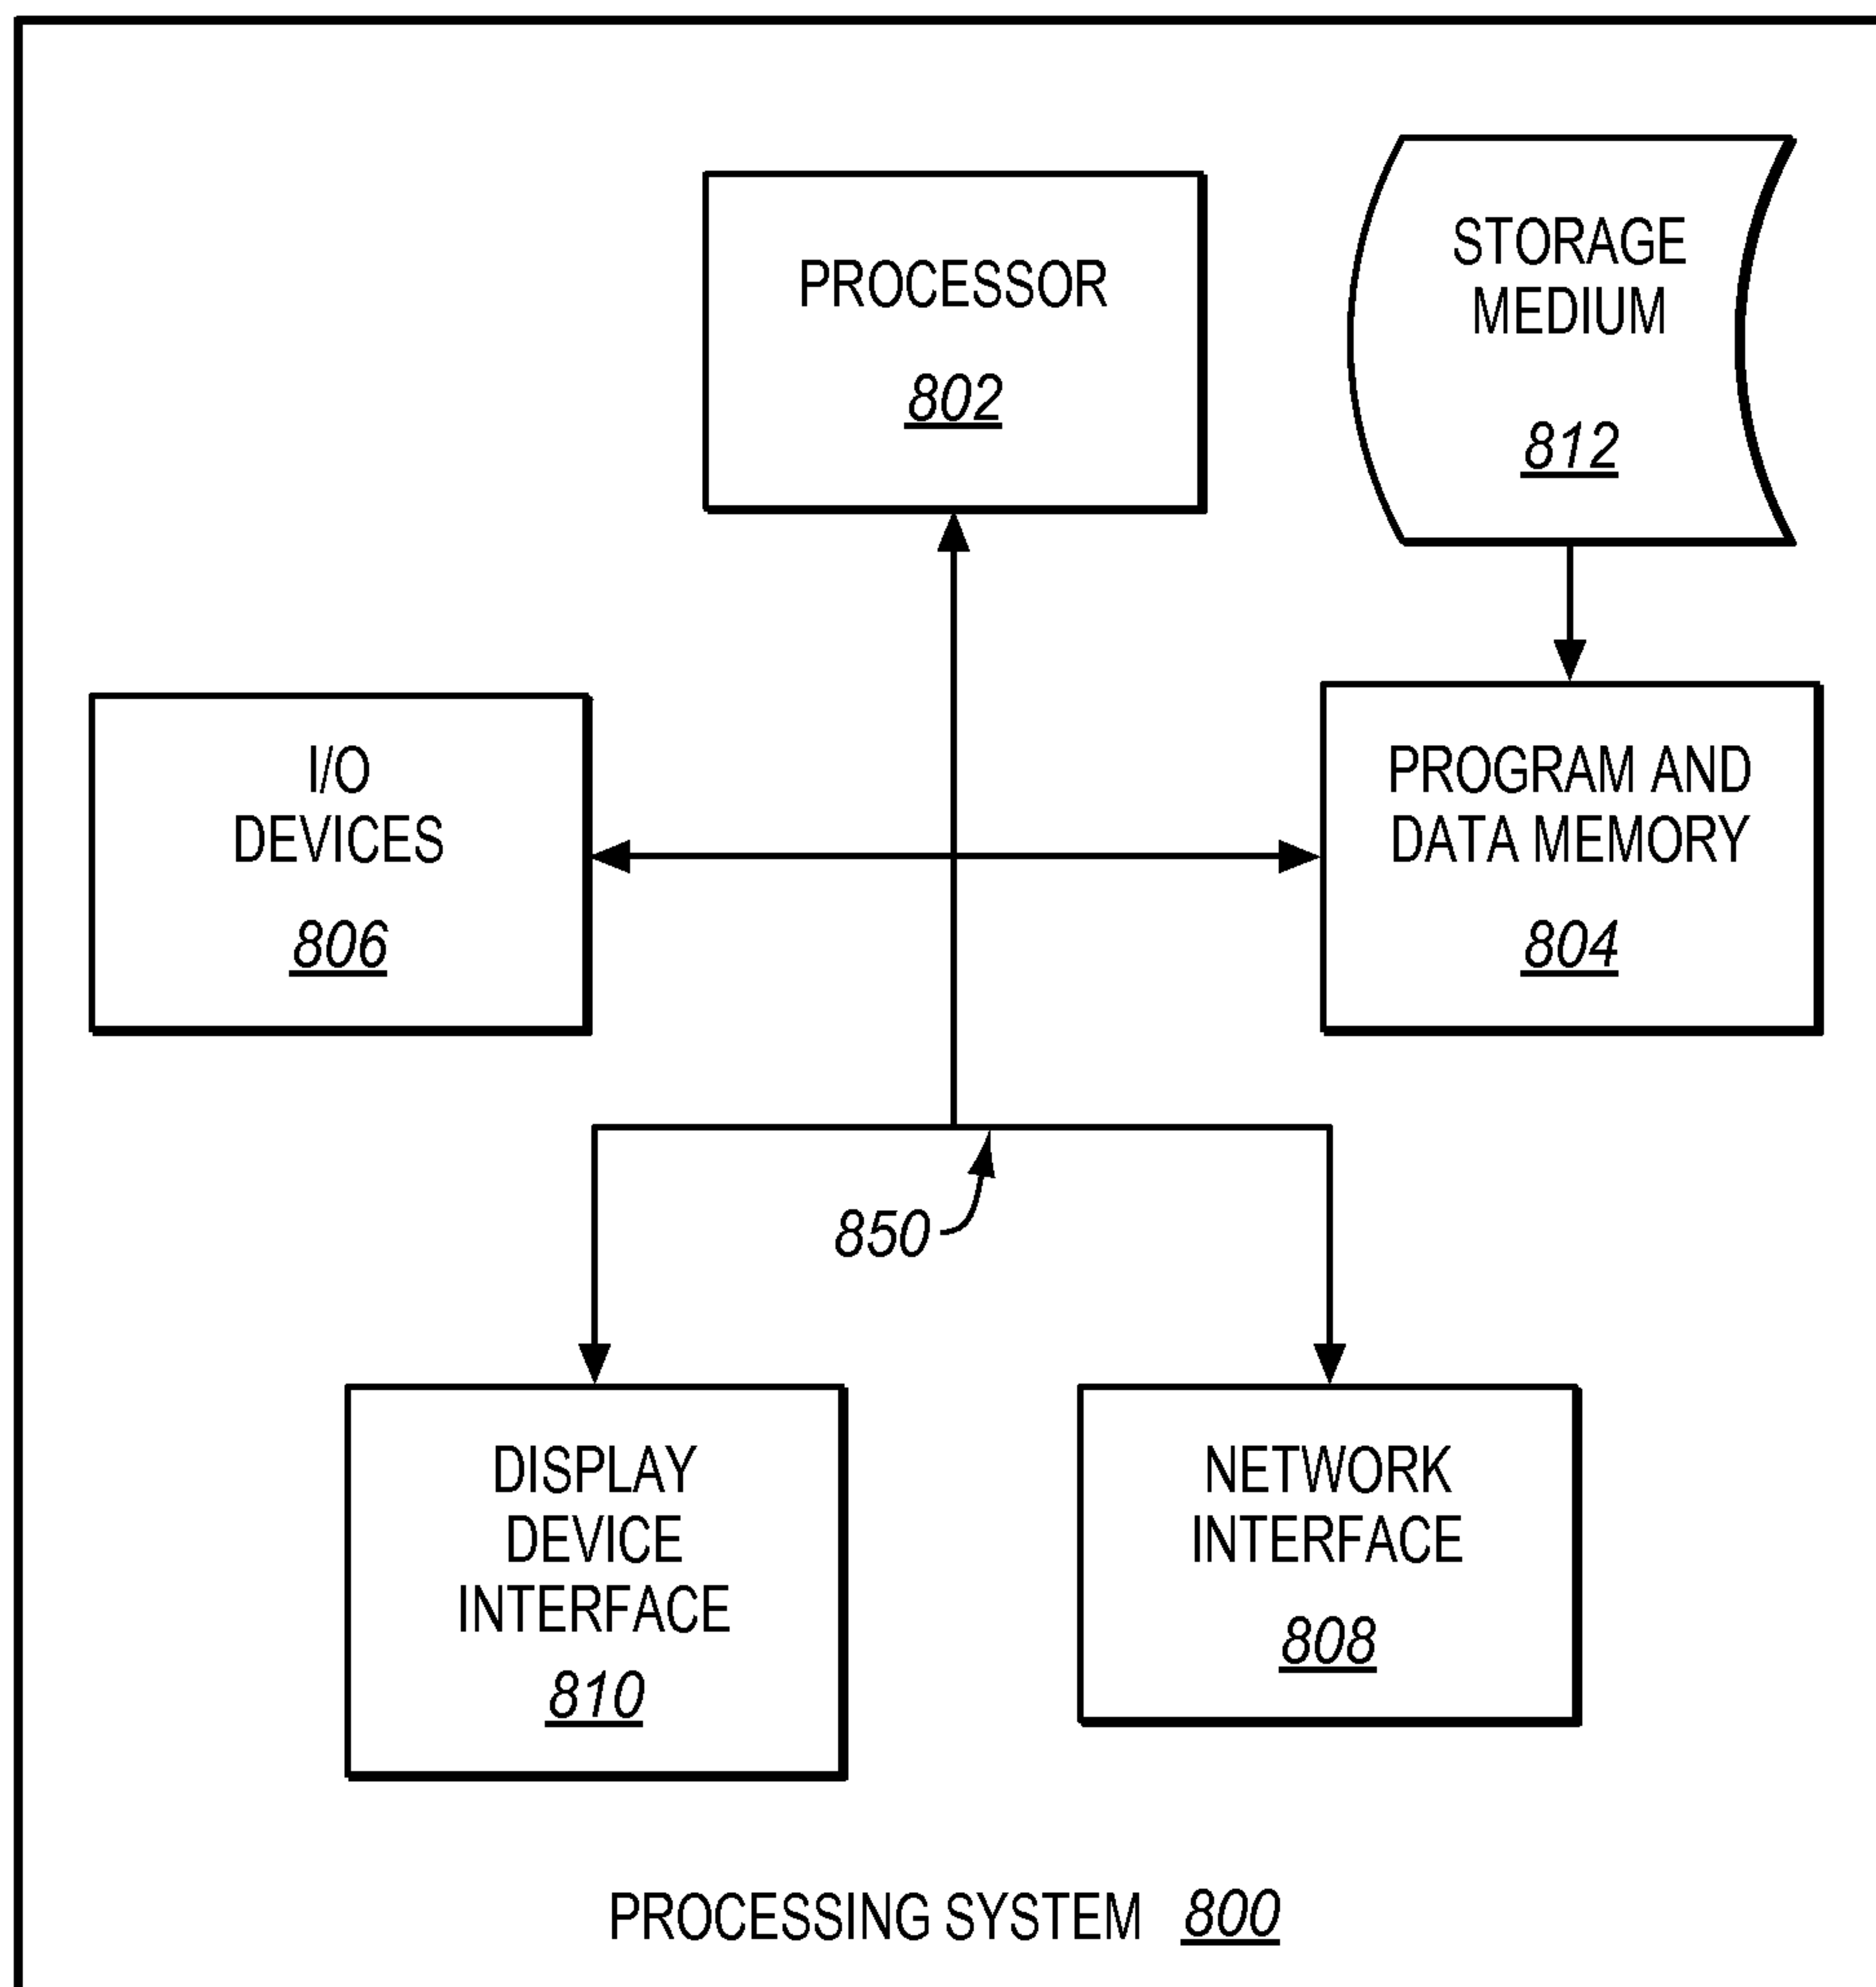 PROCESSOR
802
STORAGE
MEDIUM
812
I/O
DEVICES
806
PROGRAM AND
DATA MEMORY
804
850
DISPLAY
DEVICE
INTERFACE
810
NETWORK
INTERFACE
808
PROCESSING SYSTEM 800